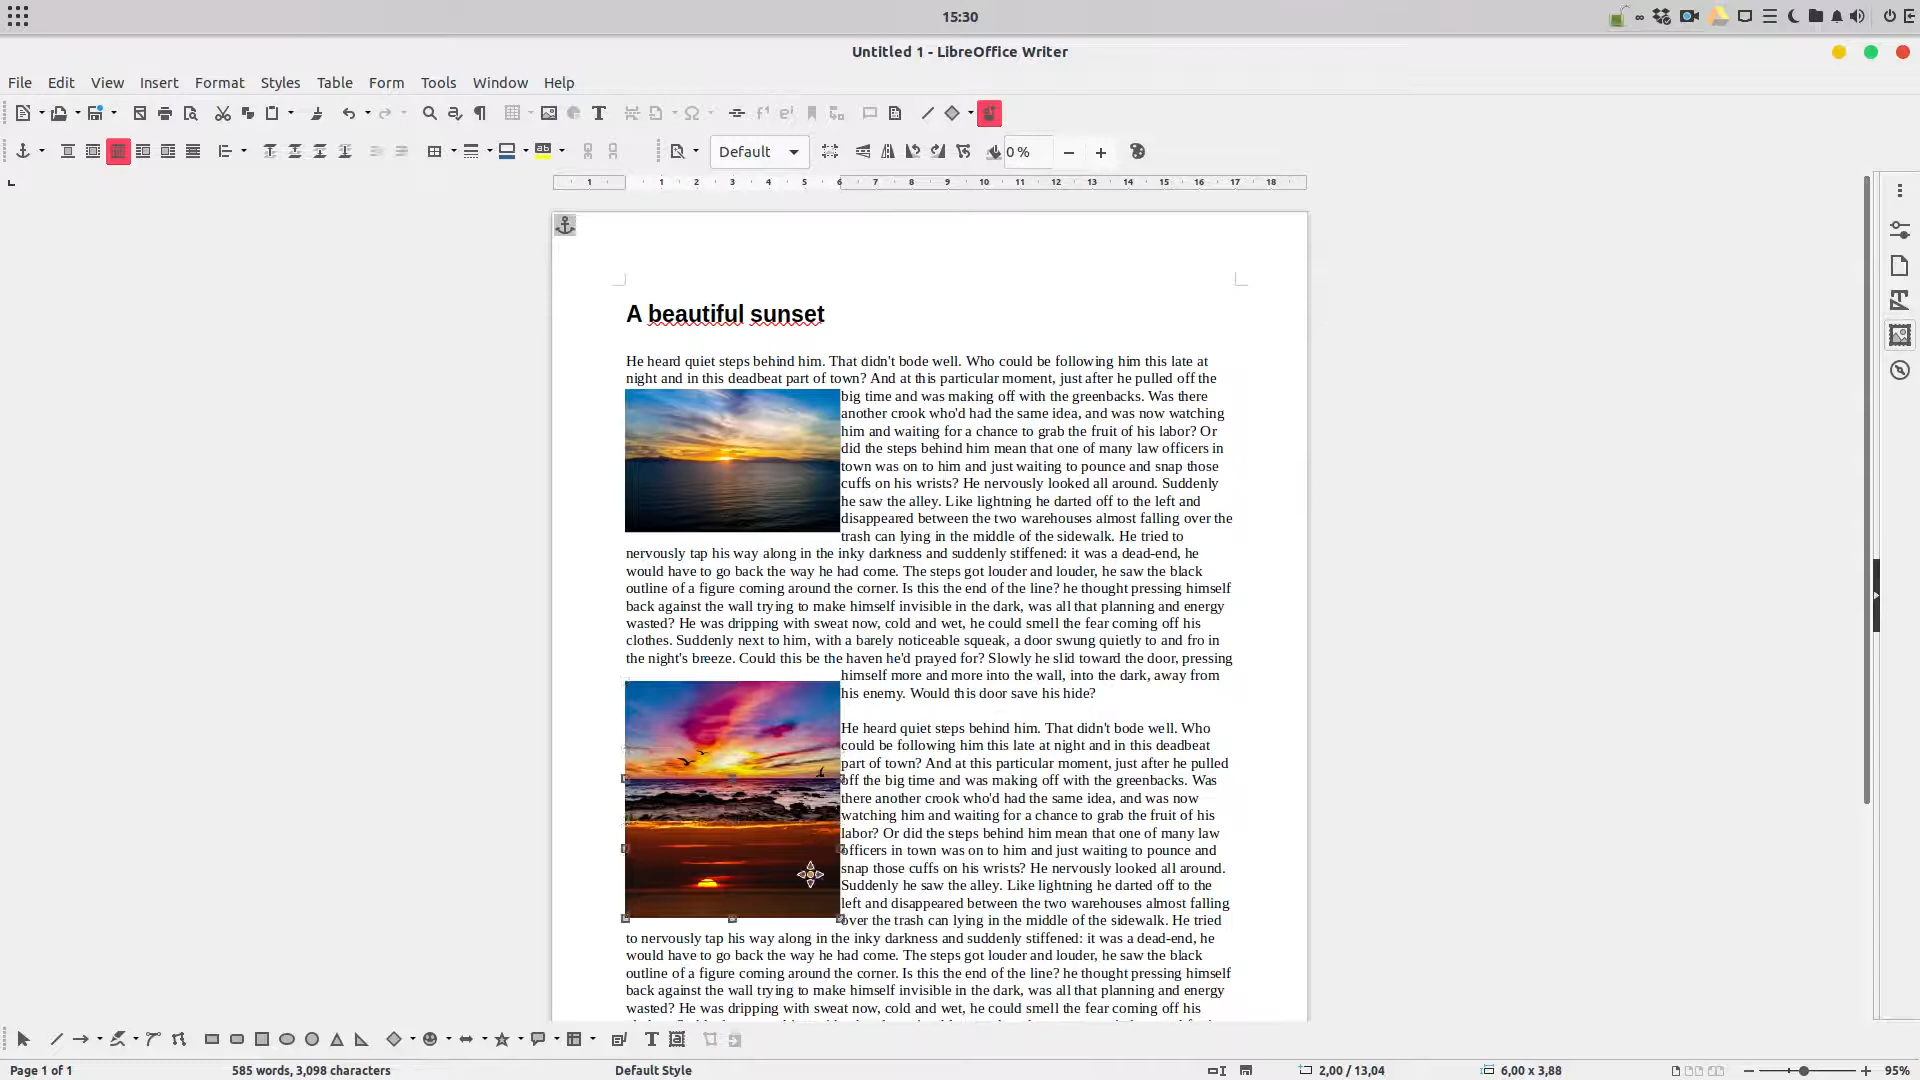 15:30
Untitled 1 - LibreOffice Writer
File Edit View Insert Format Styles Table Form Tools Window Help
Default 0 %
1 1 2 3 4 5 6 7 8 9 10 11 12 13 14 15 16 17 18
A beautiful sunset
He heard quiet steps behind him. That didn't bode well. Who could be following him this late at
night and in this deadbeat part of town? And at this particular moment, just after he pulled off the
big time and was making off with the greenbacks. Was there
another crook who'd had the same idea, and was now watching
him and waiting for a chance to grab the fruit of his labor? Or
did the steps behind him mean that one of many law officers in
town was on to him and just waiting to pounce and snap those
cuffs on his wrists? He nervously looked all around. Suddenly
he saw the alley. Like lightning he darted off to the left and
disappeared between the two warehouses almost falling over the
trash can lying in the middle of the sidewalk. He tried to
nervously tap his way along in the inky darkness and suddenly stiffened: it was a dead-end, he
would have to go back the way he had come. The steps got louder and louder, he saw the black
outline of a figure coming around the corner. Is this the end of the line? he thought pressing himself
back against the wall trying to make himself invisible in the dark, was all that planning and energy
wasted? He was dripping with sweat now, cold and wet, he could smell the fear coming off his
clothes. Suddenly next to him, with a barely noticeable squeak, a door swung quietly to and fro in
the night's breeze. Could this be the haven he'd prayed for? Slowly he slid toward the door, pressing
himself more and more into the wall, into the dark, away from
his enemy. Would this door save his hide?
He heard quiet steps behind him. That didn't bode well. Who
could be following him this late at night and in this deadbeat
part of town? And at this particular moment, just after he pulled
off the big time and was making off with the greenbacks. Was
there another crook who'd had the same idea, and was now
watching him and waiting for a chance to grab the fruit of his
labor? Or did the steps behind him mean that one of many law
officers in town was on to him and just waiting to pounce and
snap those cuffs on his wrists? He nervously looked all around.
Suddenly he saw the alley. Like lightning he darted off to the
left and disappeared between the two warehouses almost falling
over the trash can lying in the middle of the sidewalk. He tried
to nervously tap his way along in the inky darkness and suddenly stiffened: it was a dead-end, he
would have to go back the way he had come. The steps got louder and louder, he saw the black
outline of a figure coming around the corner. Is this the end of the line? he thought pressing himself
back against the wall trying to make himself invisible in the dark, was all that planning and energy
wasted? He was dripping with sweat now, cold and wet, he could smell the fear coming off his
Page 1 of 1 585 words, 3,098 characters Default Style 2,00 / 13,04 6,00 x 3,88 95%